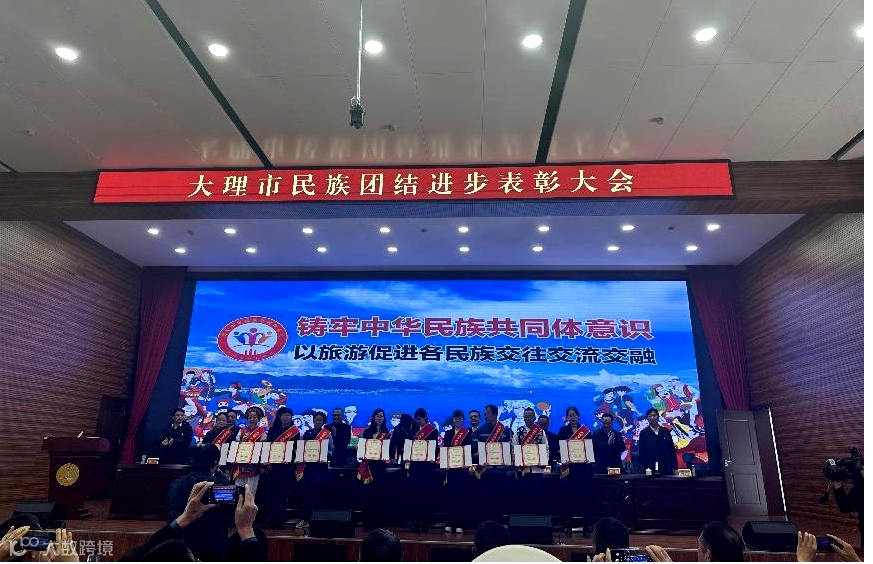 大理市民族团结进步表彰大会
铸牢中华民族共同体意识
以旅游促进各民族交往交流交融
大数跨境